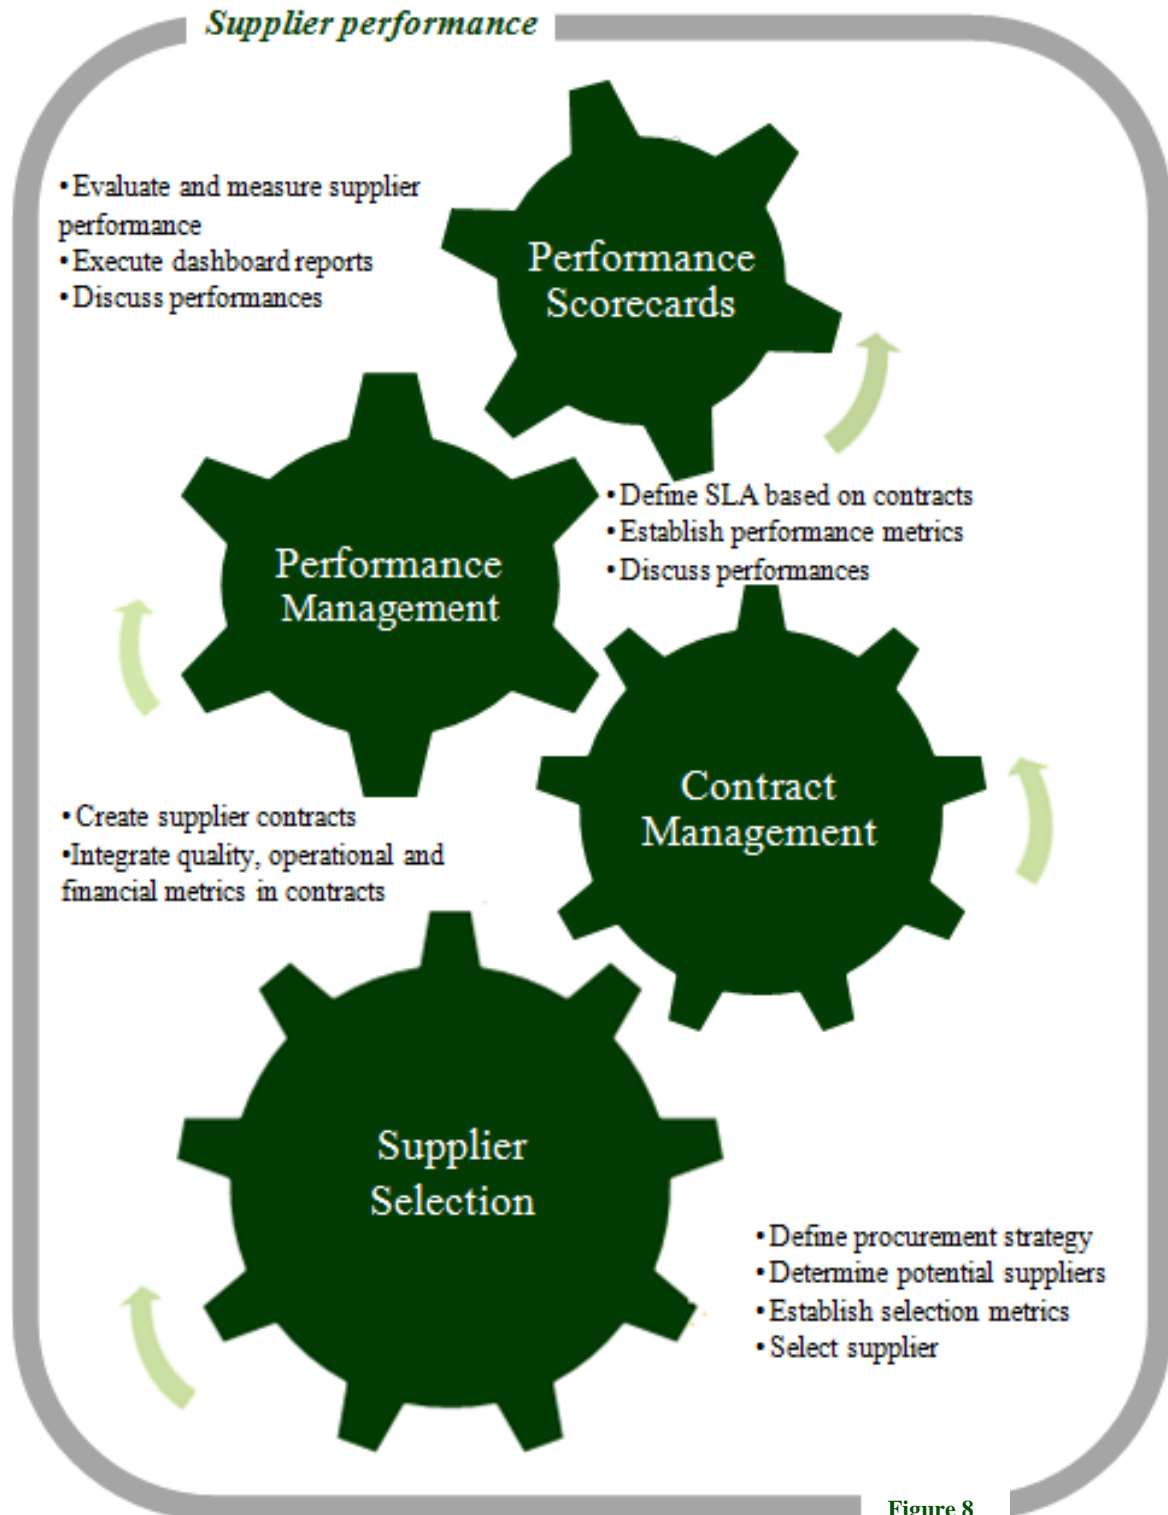 Supplier performance
• Evaluate and measure supplier
performance
• Execute dashboard reports
• Discuss performances
Performance
Scorecards
• Define SLA based on contracts
• Establish performance metrics
• Discuss performances
Performance
Management
Contract
Management
• Create supplier contracts
•Integrate quality, operational and
financial metrics in contracts
Supplier
Selection
• Define procurement strategy
• Determine potential suppliers
• Establish selection metrics
• Select supplier
Figure 8